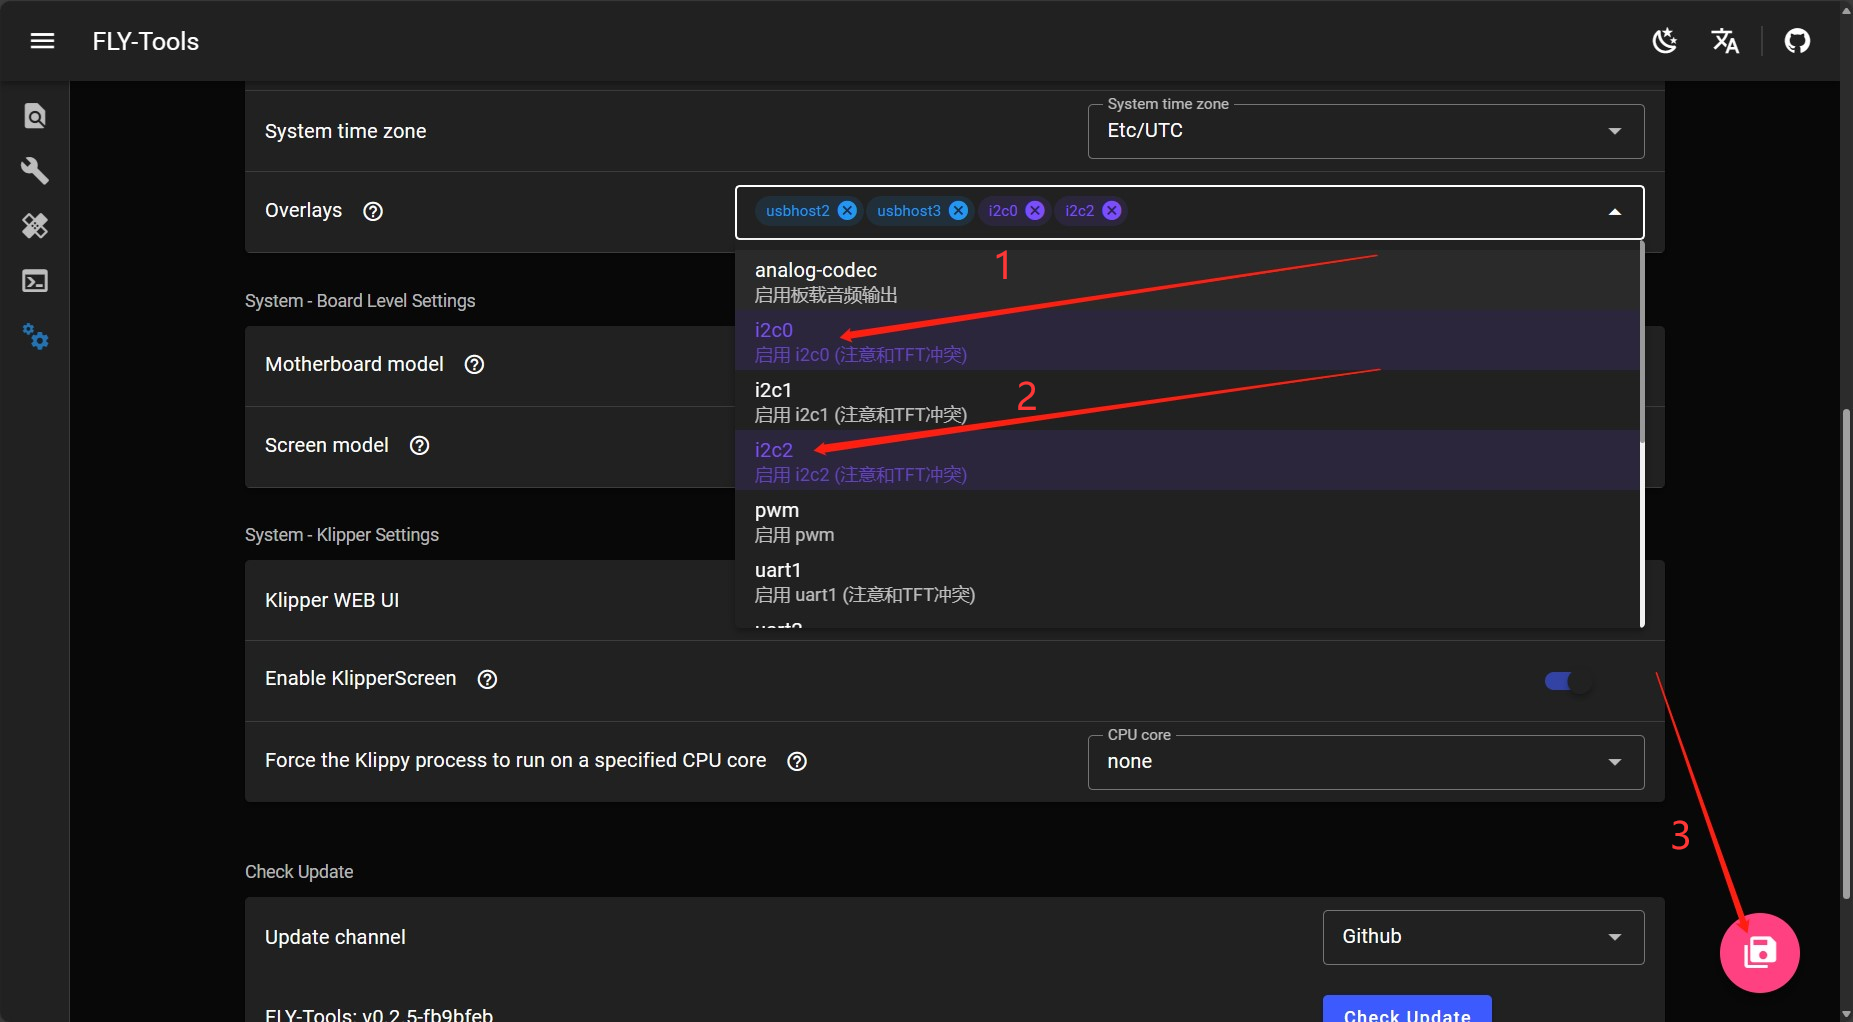 FLY-Tools
System time zone
System time zone
Etc/UTC
Overlays
usbhost2
usbhost3
i2c0
i2c2
1
analog-codec
启用板载音频输出
i2c0
启用 i2c0 (注意和TFT冲突)
i2c1
启用 i2c1 (注意和TFT冲突)
2
i2c2
启用 i2c2 (注意和TFT冲突)
pwm
启用 pwm
uart1
启用 uart1 (注意和TFT冲突)
System - Board Level Settings
Motherboard model
Screen model
System - Klipper Settings
Klipper WEB UI
Enable KlipperScreen
Force the Klippy process to run on a specified CPU core
CPU core
none
3
Check Update
Update channel
Github
FLY-Tools: v0.2.5-fb9bfeb
Check Update